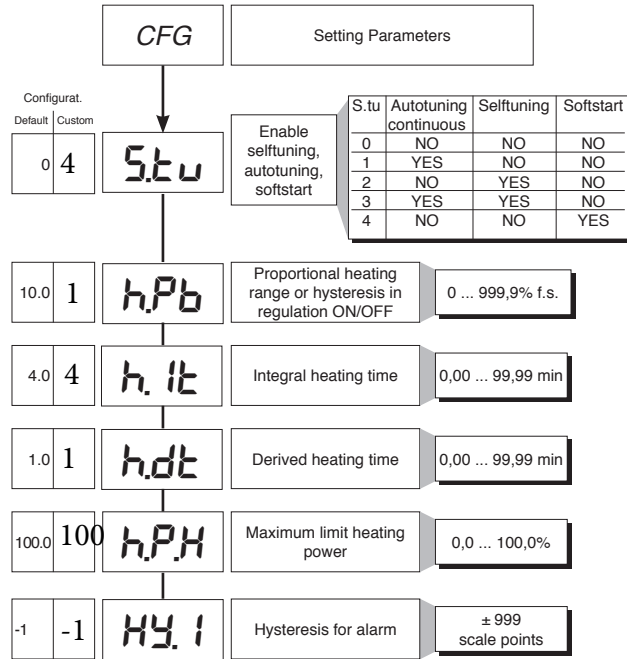 CFG
Setting Parameters
Configurat.
Default Custom
0 4
S.tu
Enable
selftuning,
autotuning,
softstart
S.tu Autotuning continuous Selftuning Softstart
0 NO NO NO
1 YES NO NO
2 NO YES NO
3 YES YES NO
4 NO NO YES
10.0 1
h.Pb
Proportional heating
range or hysteresis in
regulation ON/OFF
0 ... 999,9% f.s.
4.0 4
h.It
Integral heating time
0,00 ... 99,99 min
1.0 1
h.dt
Derived heating time
0,00 ... 99,99 min
100.0 100
h.P.H
Maximum limit heating
power
0,0 ... 100,0%
-1 -1
HY.1
Hysteresis for alarm
± 999
scale points